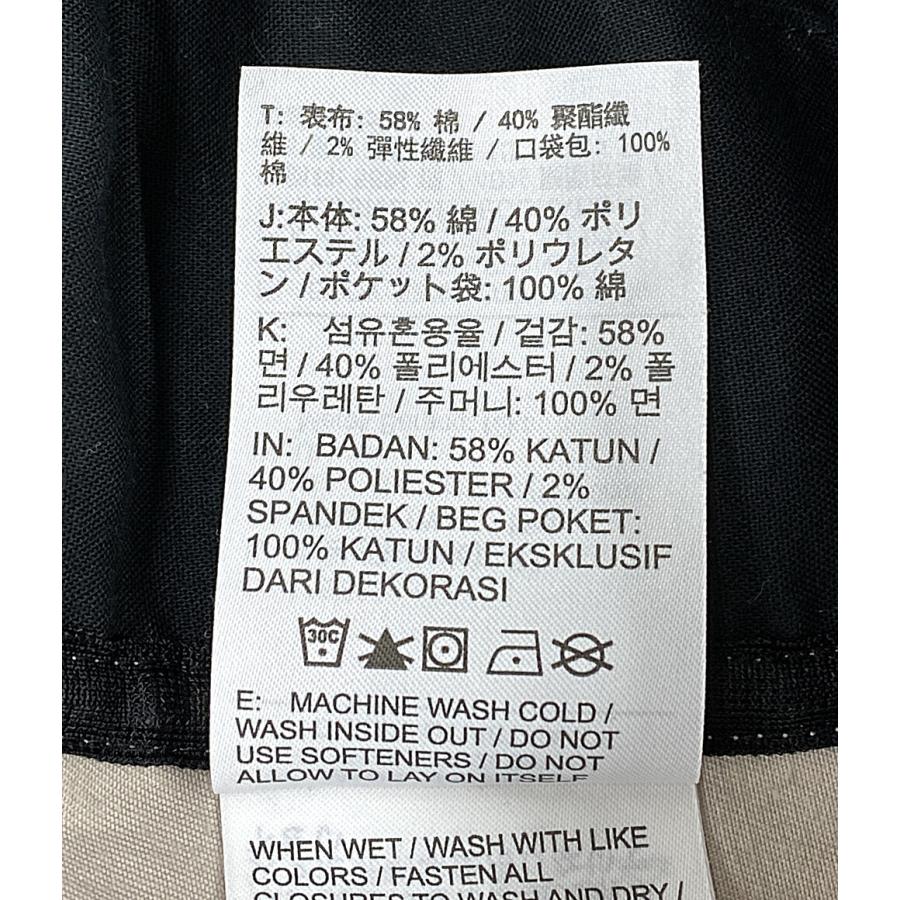 T: 表布: 58% 棉 / 40% 聚酯纖
維 / 2% 彈性纖維 / 口袋包: 100%
棉
J:本体: 58% 綿 / 40% ポリ
エステル / 2% ポリウレタ
ン / ポケット袋: 100% 綿
K: 섬유혼용율 / 겉감: 58%
면 / 40% 폴리에스터 / 2% 폴
리우레탄 / 주머니: 100% 면
IN: BADAN: 58% KATUN /
40% POLIESTER / 2%
SPANDEK / BEG POKET:
100% KATUN / EKSKLUSIF
DARI DEKORASI
30C
E: MACHINE WASH COLD /
WASH INSIDE OUT / DO NOT
USE SOFTENERS / DO NOT
ALLOW TO LAY ON ITSELF
WHEN WET / WASH WITH LIKE
COLORS / FASTEN ALL
CLOSURES TO WASH AND DRY /